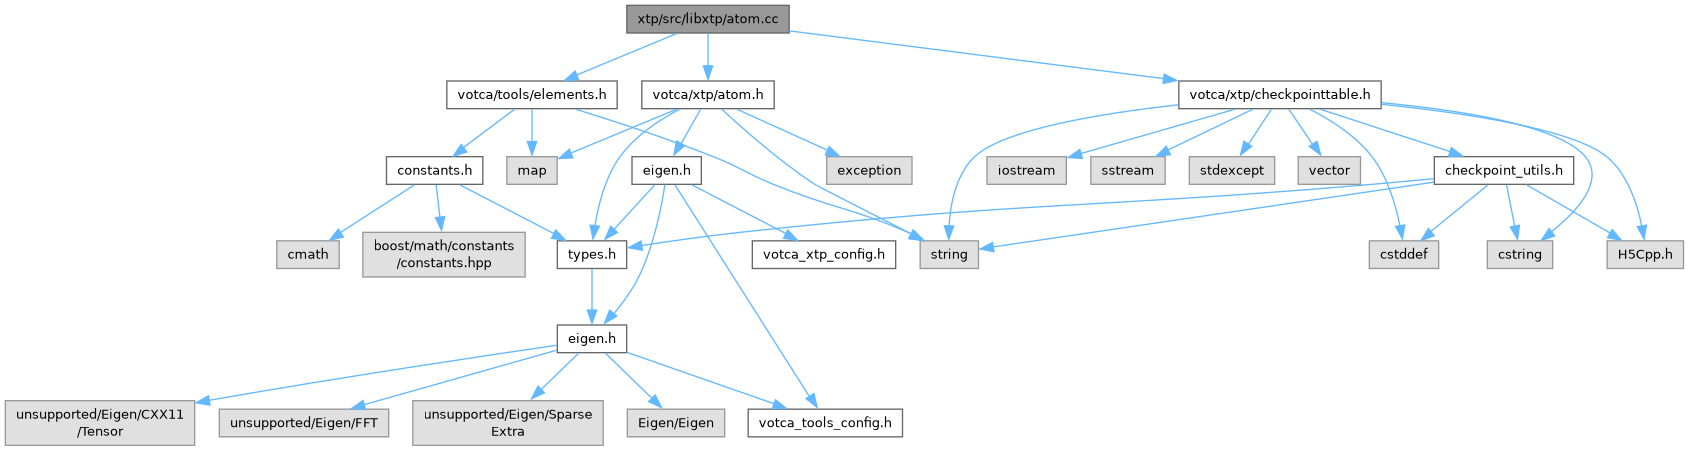 xtp/src/libxtp/atom.cc
votca/tools/elements.h
votca/xtp/atom.h
votca/xtp/checkpointtable.h
constants.h
map
eigen.h
exception
iostream
sstream
stdexcept
vector
checkpoint_utils.h
cmath
boost/math/constants
/constants.hpp
types.h
votca_xtp_config.h
string
cstddef
cstring
H5Cpp.h
eigen.h
unsupported/Eigen/CXX11
/Tensor
unsupported/Eigen/FFT
unsupported/Eigen/Sparse
Extra
Eigen/Eigen
votca_tools_config.h